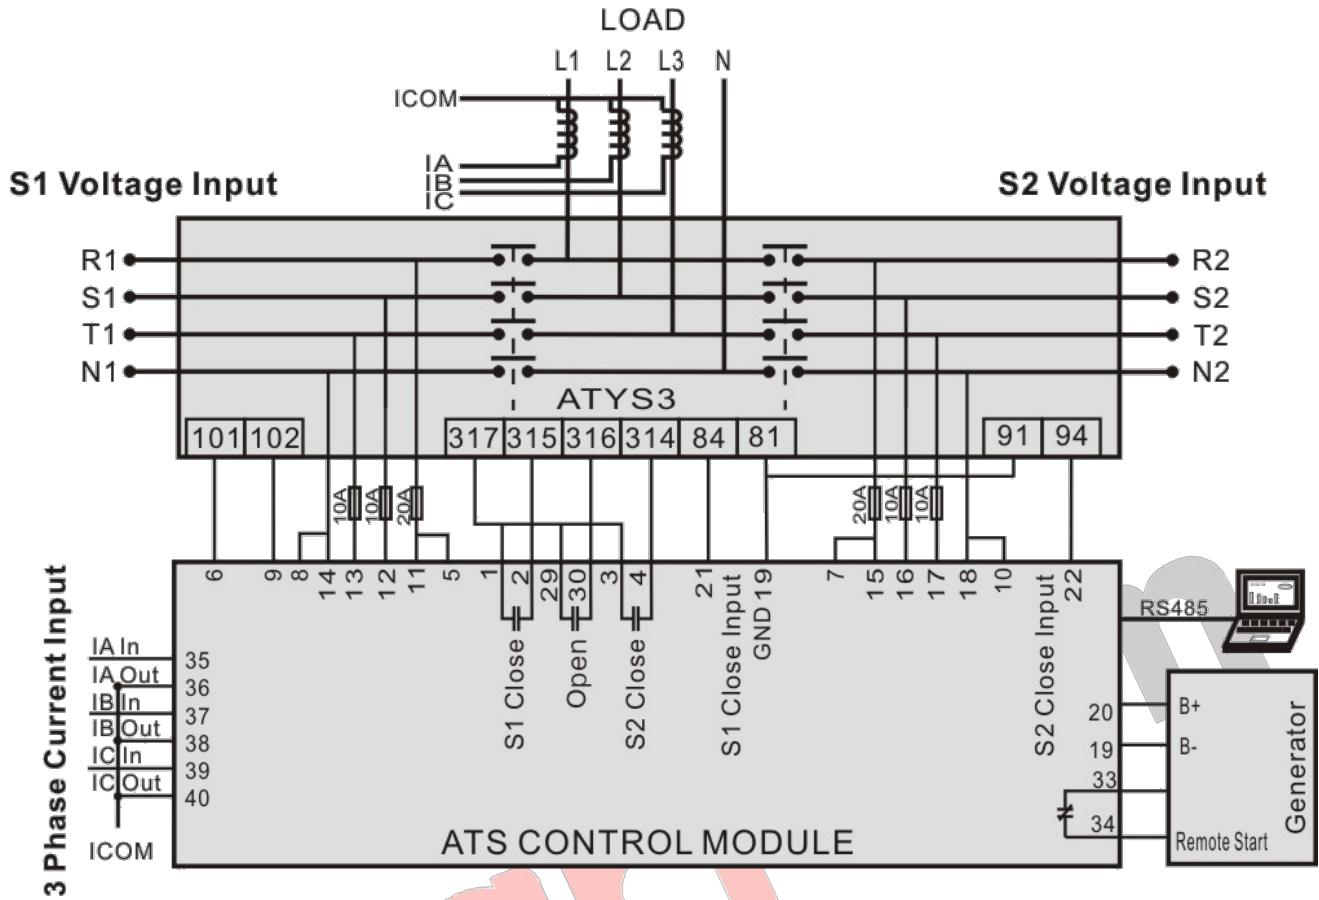 LOAD
L1 L2 L3 N
ICOM
IA
IB
IC
S1 Voltage Input
S2 Voltage Input
R1
S1
T1
N1
R2
S2
T2
N2
ATYS3
101 102 317 315 316 314 84 81 91 94
10A 10A 20A
20A 10A 10A
6 9 8 14 13 12 11 5 1 2 29 30 3 4 21 19 7 15 16 17 18 10 22
S1 Close
Open
S2 Close
S1 Close Input
GND
S2 Close Input
RS485
3 Phase Current Input
IA In 35
IA Out 36
IB In 37
IB Out 38
IC In 39
IC Out 40
ICOM
20 B+
19 B-
33
34 Remote Start
Generator
ATS CONTROL MODULE